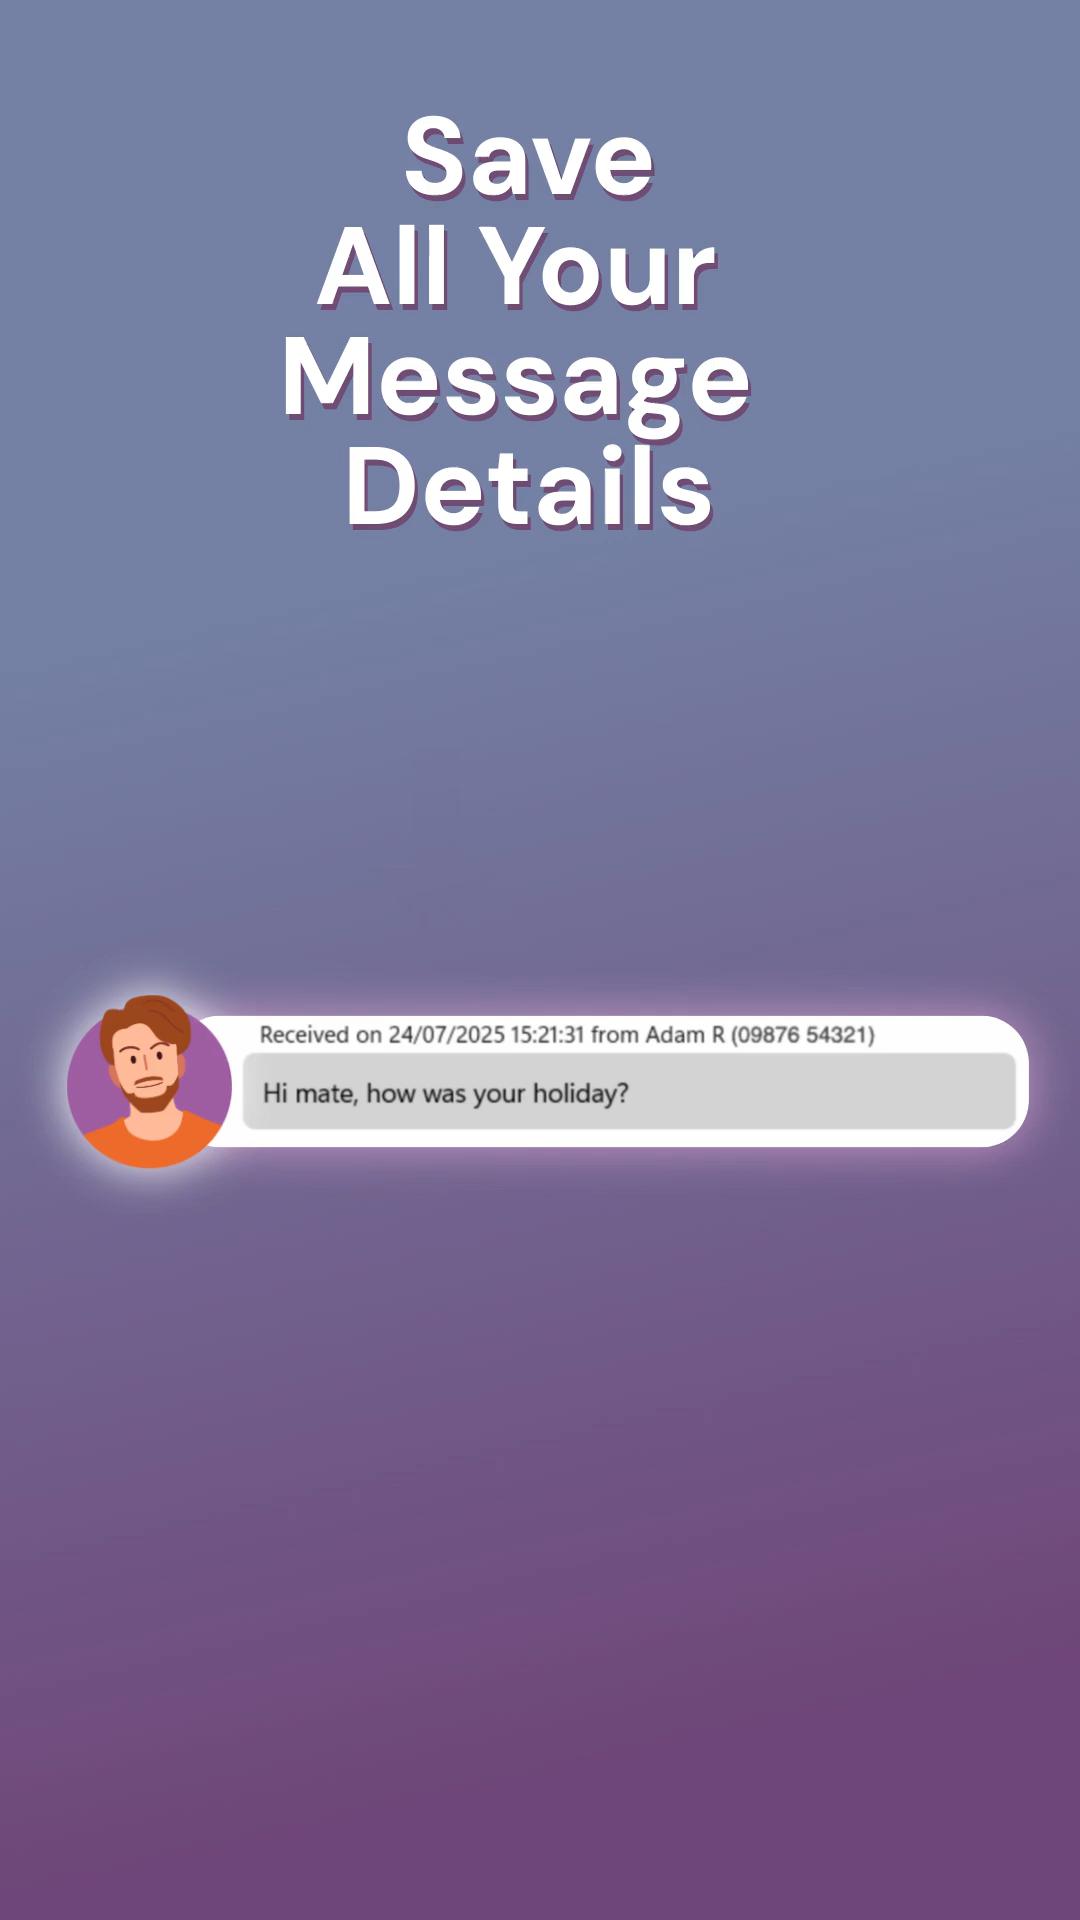 Save
All Your
Message
Details
Received on 24/07/2025 15:21:31 from Adam R (09876 54321)
Hi mate, how was your holiday?